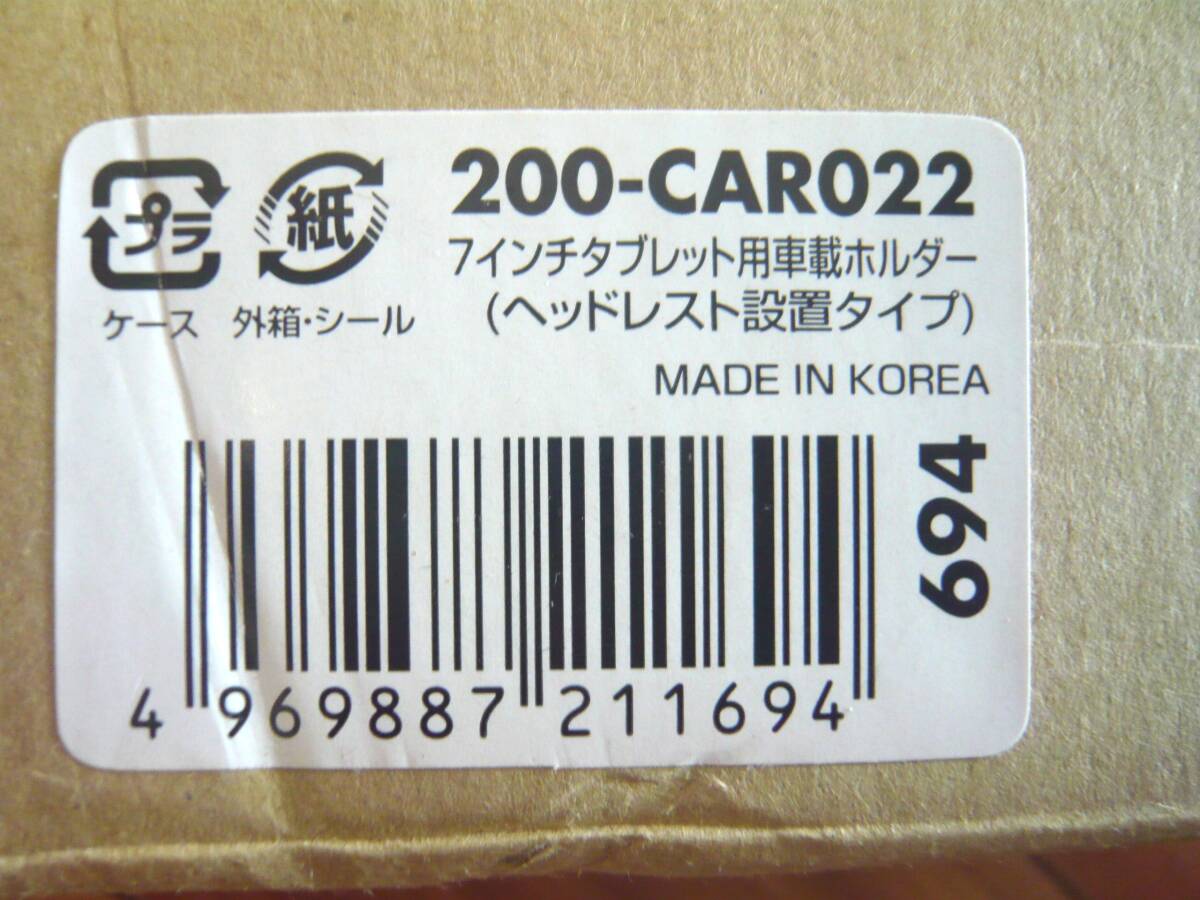 プラ
紙
ケース
外箱・シール
200-CAR022
7インチタブレット用車載ホルダー
(ヘッドレスト設置タイプ)
MADE IN KOREA
694
4 969887 211694